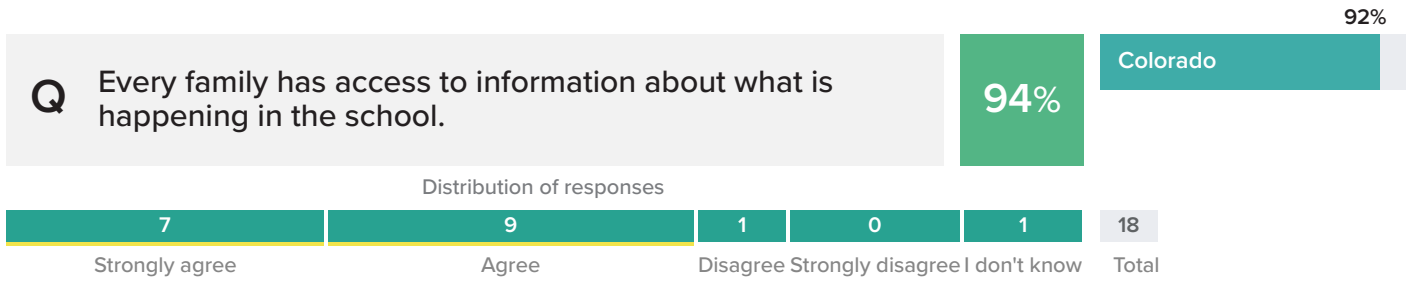 92%
Q
Every family has access to information about what is
happening in the school.
94%
Colorado
Distribution of responses
7 9 1 0 1 18
Strongly agree Agree Disagree Strongly disagree I don't know Total